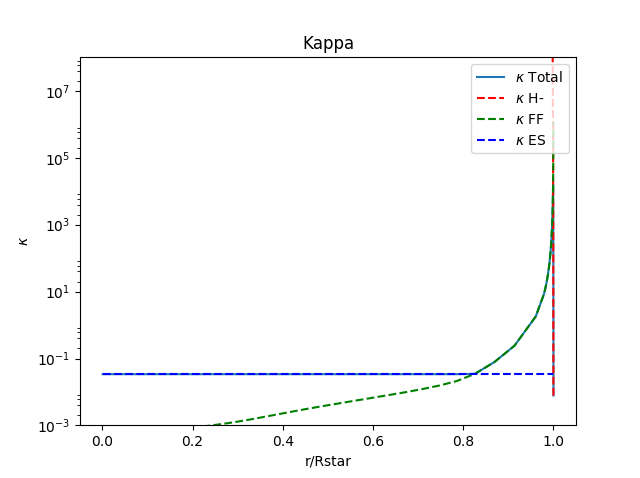 Kappa
κ Total
κ H-
κ FF
κ ES
10^7
10^5
10^3
10^1
10^-1
10^-3
κ
0.0 0.2 0.4 0.6 0.8 1.0
r/Rstar